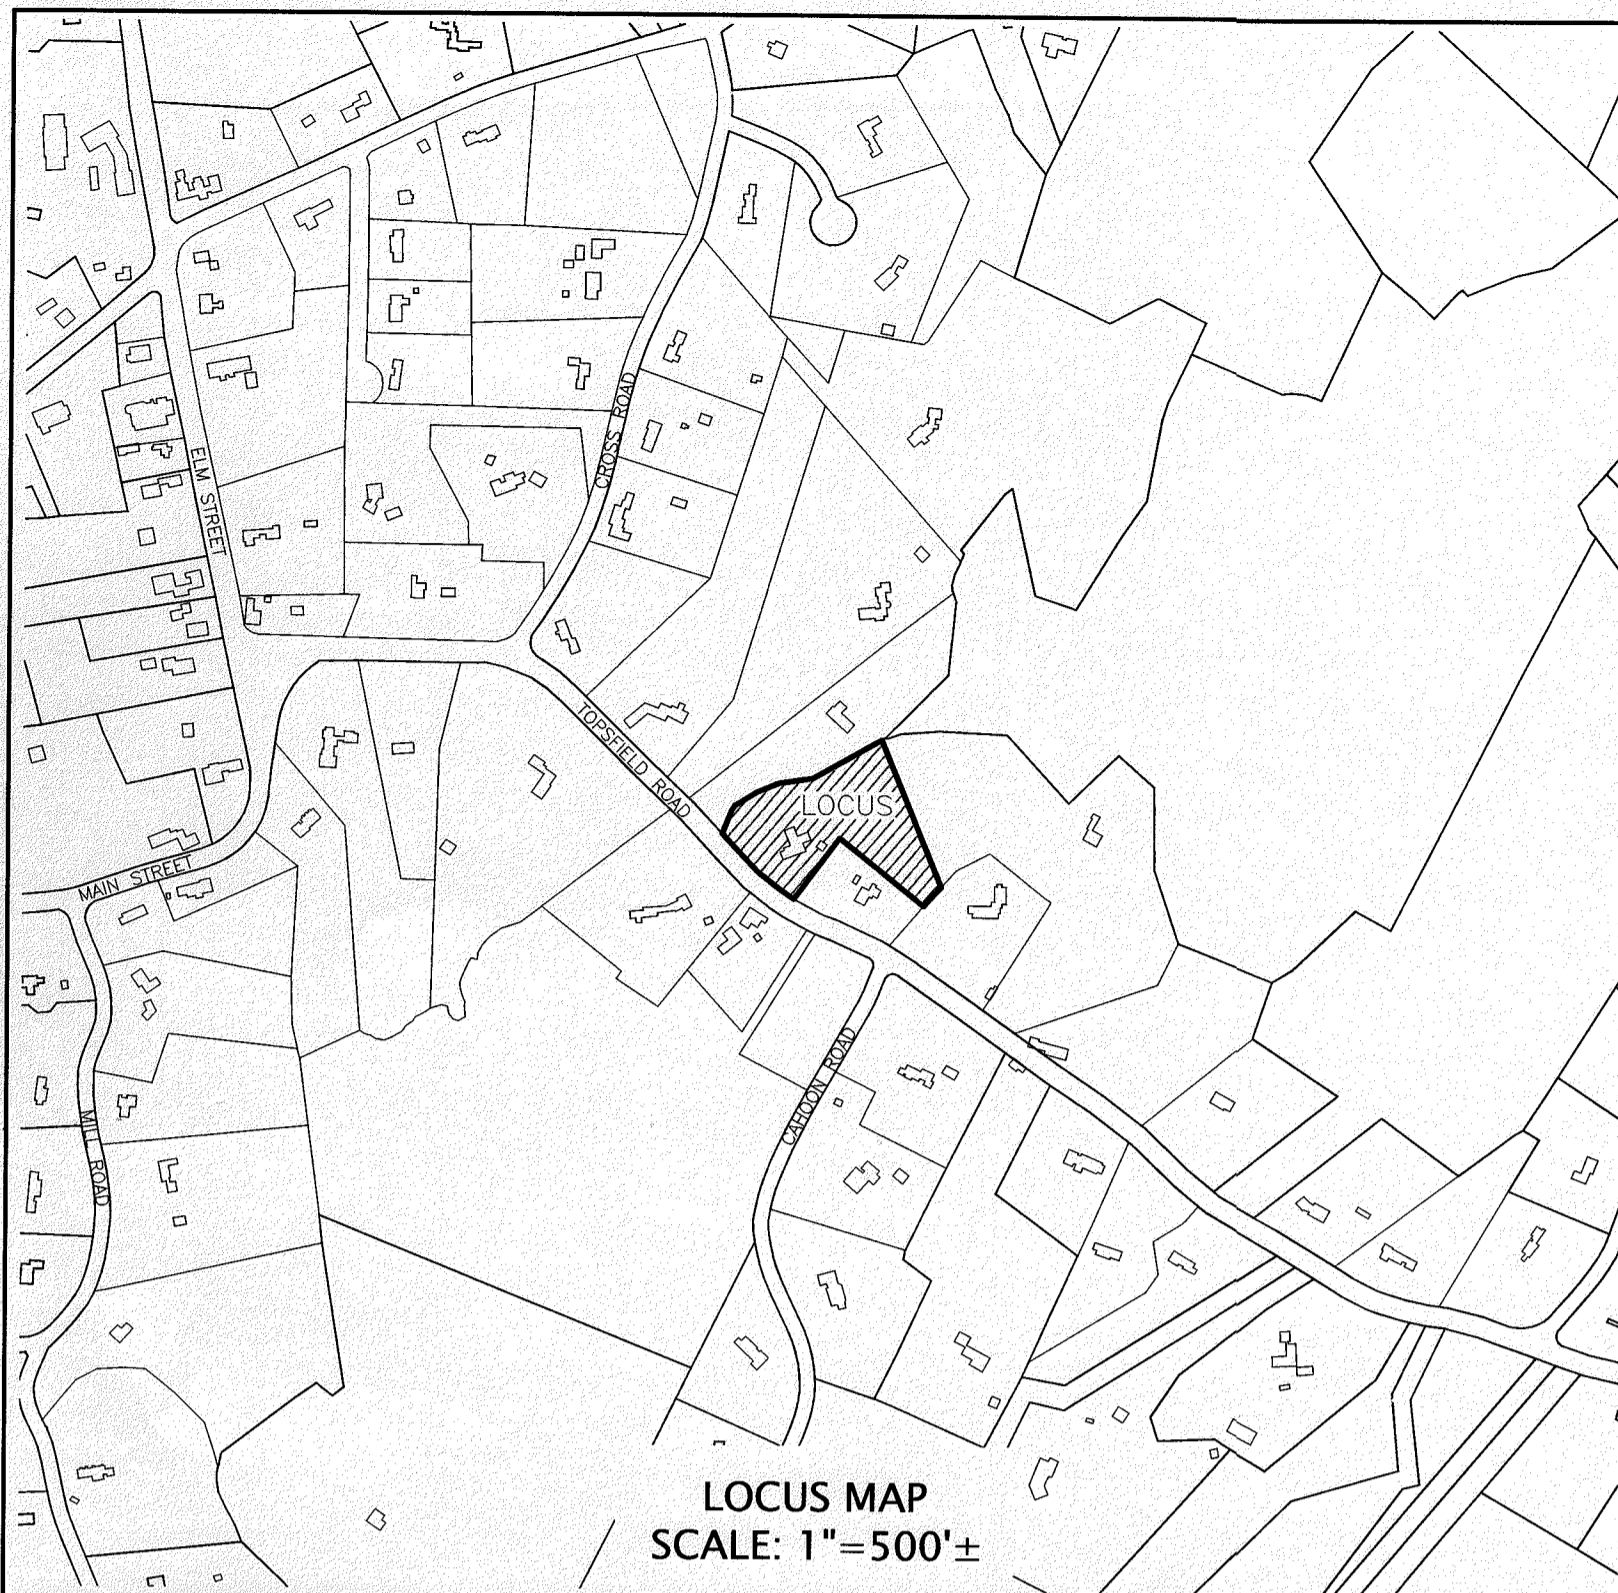 CROSS ROAD
ELM STREET
TOPSFIELD ROAD
LOCUS
MAIN STREET
CAHOON ROAD
MILL ROAD
LOCUS MAP
SCALE: 1"=500'±